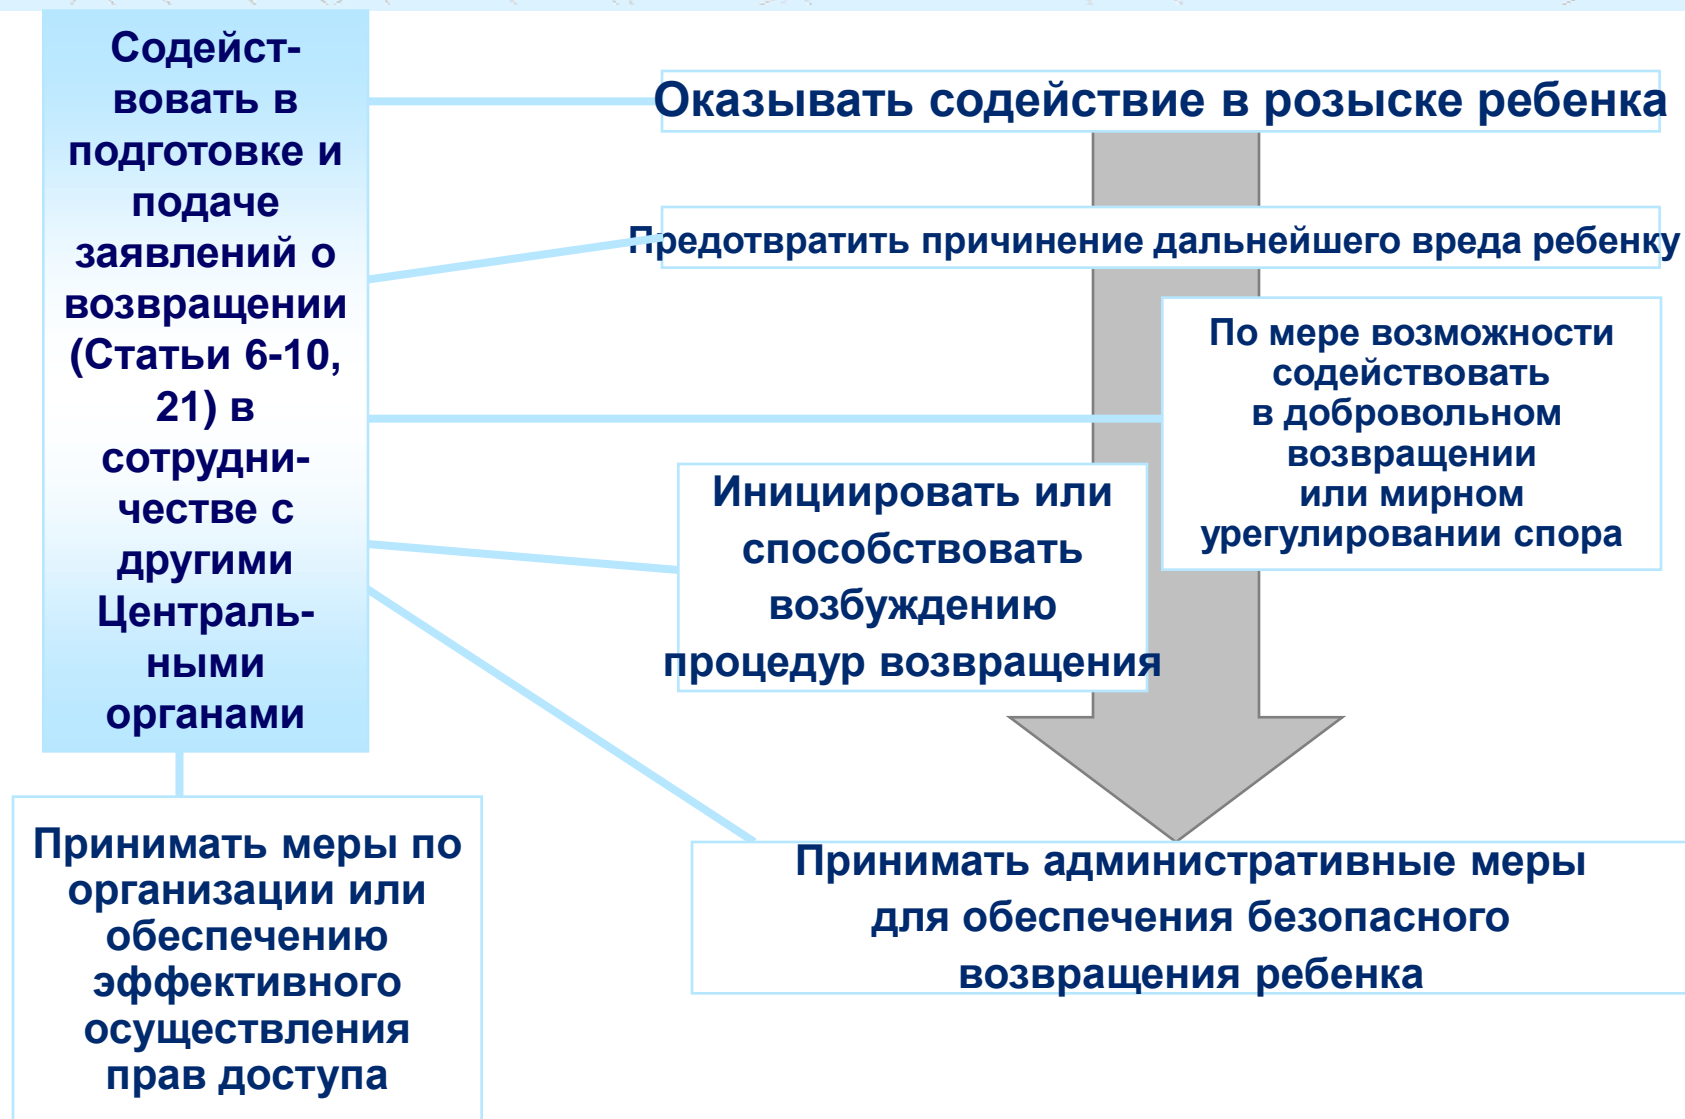 Содейст-
вовать в
подготовке и
подаче
заявлений о
возвращении
(Статьи 6-10,
21) в
сотрудни-
честве с
другими
Централь-
ными
органами
Оказывать содействие в розыске ребенка
Предотвратить причинение дальнейшего вреда ребенку
По мере возможности
содействовать
в добровольном
возвращении
или мирном
урегулировании спора
Инициировать или
способствовать
возбуждению
процедур возвращения
Принимать административные меры
для обеспечения безопасного
возвращения ребенка
Принимать меры по
организации или
обеспечению
эффективного
осуществления
прав доступа